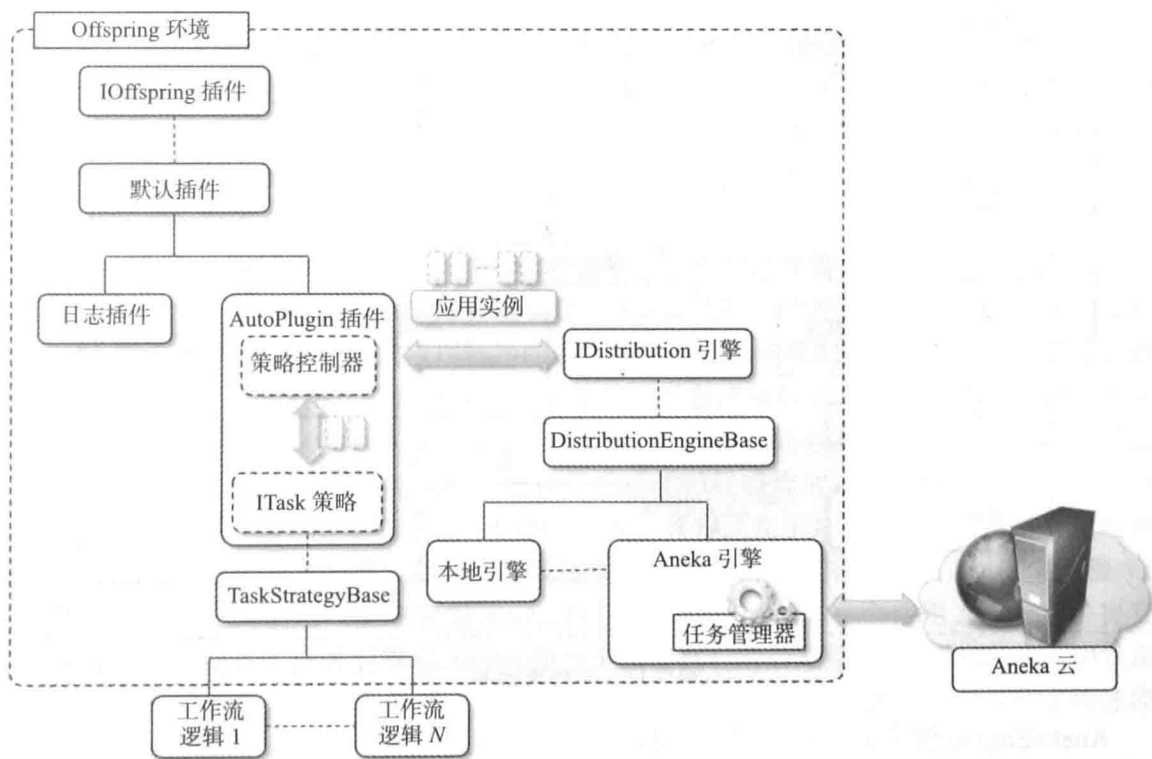 Offspring 环境
IOffspring 插件
默认插件
日志插件
AutoPlugin 插件
策略控制器
ITask 策略
应用实例
IDistribution 引擎
DistributionEngineBase
本地引擎
Aneka 引擎
任务管理器
TaskStrategyBase
工作流
逻辑 1
工作流
逻辑 N
Aneka 云